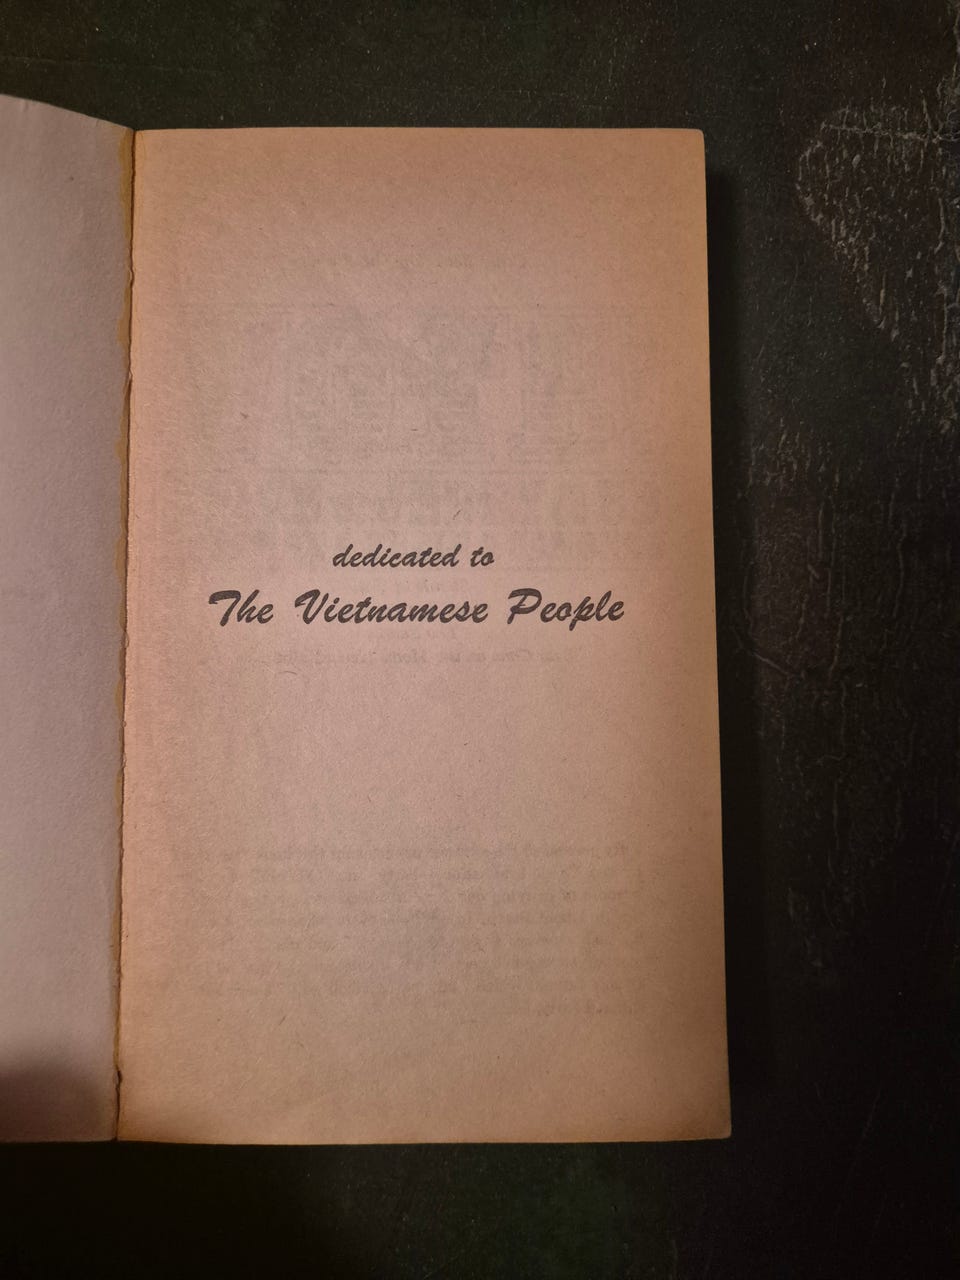 dedicated to
The Vietnamese People